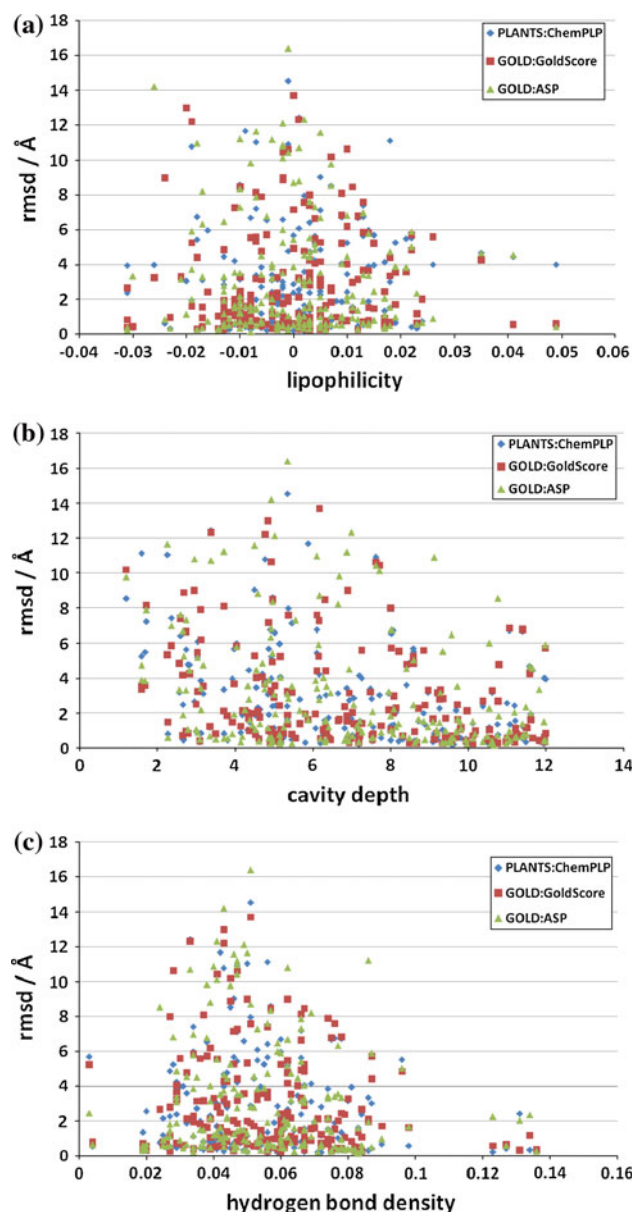 (a)
18
16
14
12
10
8
6
4
2
0
rmsd / Å
PLANTS:ChemPLP
GOLD:GoldScore
GOLD:ASP
-0.04 -0.03 -0.02 -0.01 0 0.01 0.02 0.03 0.04 0.05 0.06
lipophilicity
(b)
18
16
14
12
10
8
6
4
2
0
rmsd / Å
PLANTS:ChemPLP
GOLD:GoldScore
GOLD:ASP
0 2 4 6 8 10 12 14
cavity depth
(c)
18
16
14
12
10
8
6
4
2
0
rmsd / Å
PLANTS:ChemPLP
GOLD:GoldScore
GOLD:ASP
0 0.02 0.04 0.06 0.08 0.1 0.12 0.14 0.16
hydrogen bond density